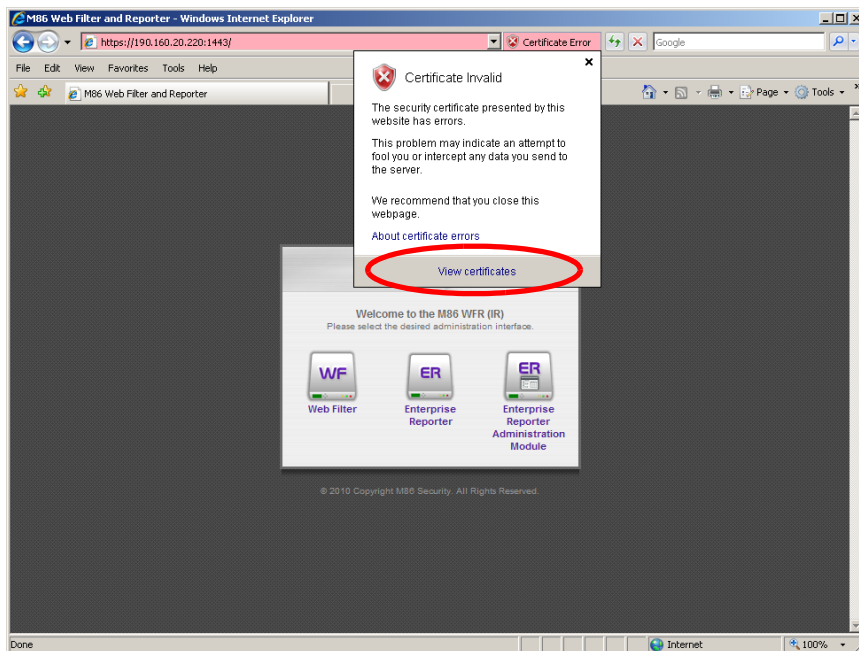 M86 Web Filter and Reporter - Windows Internet Explorer
https://190.160.20.220:1443/
Certificate Error
Google
File Edit View Favorites Tools Help
M86 Web Filter and Reporter
Page Tools
Certificate Invalid
The security certificate presented by this
website has errors.
This problem may indicate an attempt to
fool you or intercept any data you send to
the server.
We recommend that you close this
webpage.
About certificate errors
View certificates
Welcome to the M86 WFR (IR)
Please select the desired administration interface.
WF
ER
ER
Web Filter
Enterprise
Reporter
Enterprise
Reporter
Administration
Module
© 2010 Copyright M86 Security. All Rights Reserved.
Done
Internet
100%